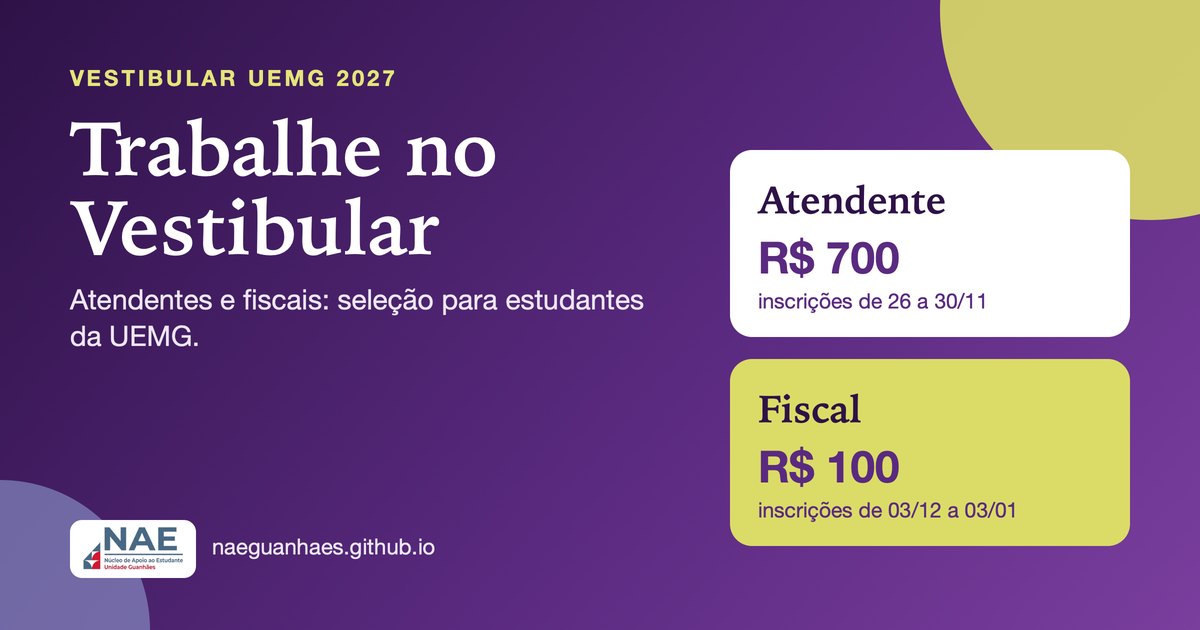 VESTIBULAR UEMG 2027
Trabalhe no
Vestibular
Atendentes e fiscais: seleção para estudantes
da UEMG.
Atendente
R$ 700
inscrições de 26 a 30/11
Fiscal
R$ 100
inscrições de 03/12 a 03/01
NAE
Núcleo de Apoio ao Estudante
Unidade Guanhães
naeguanhaes.github.io